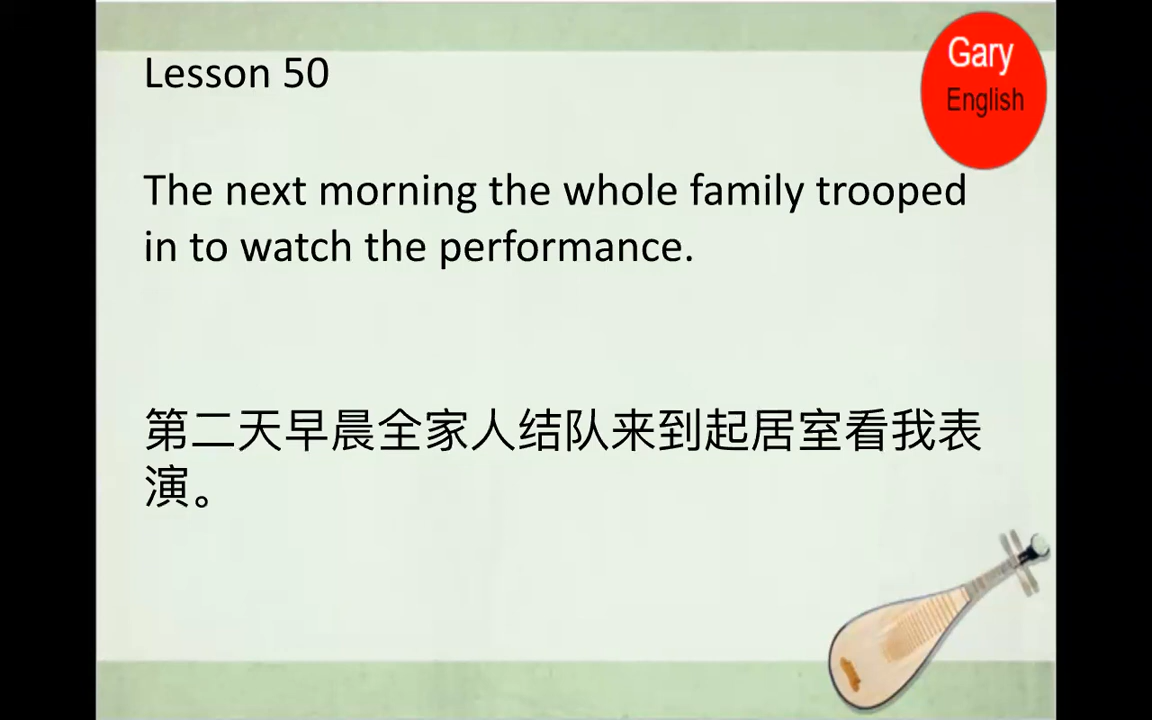 Gary
English
Lesson 50
The next morning the whole family trooped
in to watch the performance.
第二天早晨全家人结队来到起居室看我表
演。